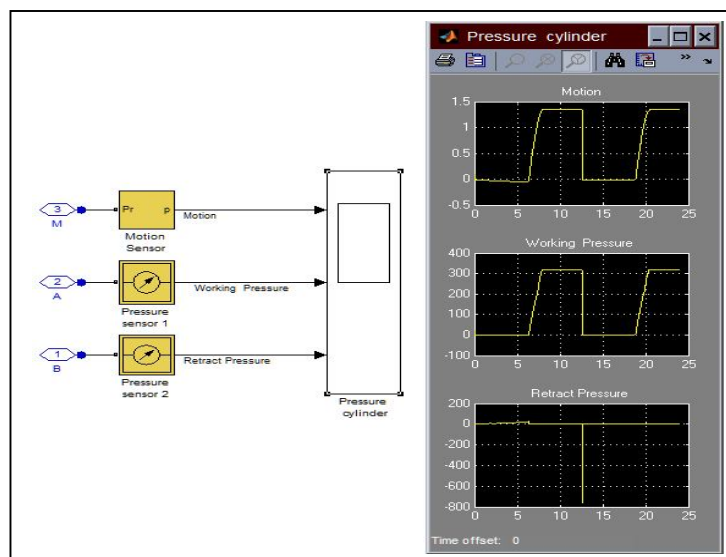 3
M
Pr p
Motion
Sensor
Motion
2
A
Pressure
sensor 1
Working Pressure
1
B
Pressure
sensor 2
Retract Pressure
Pressure
cylinder
Pressure cylinder
»
Motion
1.5
1
0.5
0
-0.5
0 5 10 15 20 25
Working Pressure
400
300
200
100
0
-100
0 5 10 15 20 25
Retract Pressure
200
0
-200
-400
-600
-800
0 5 10 15 20 25
Time offset: 0